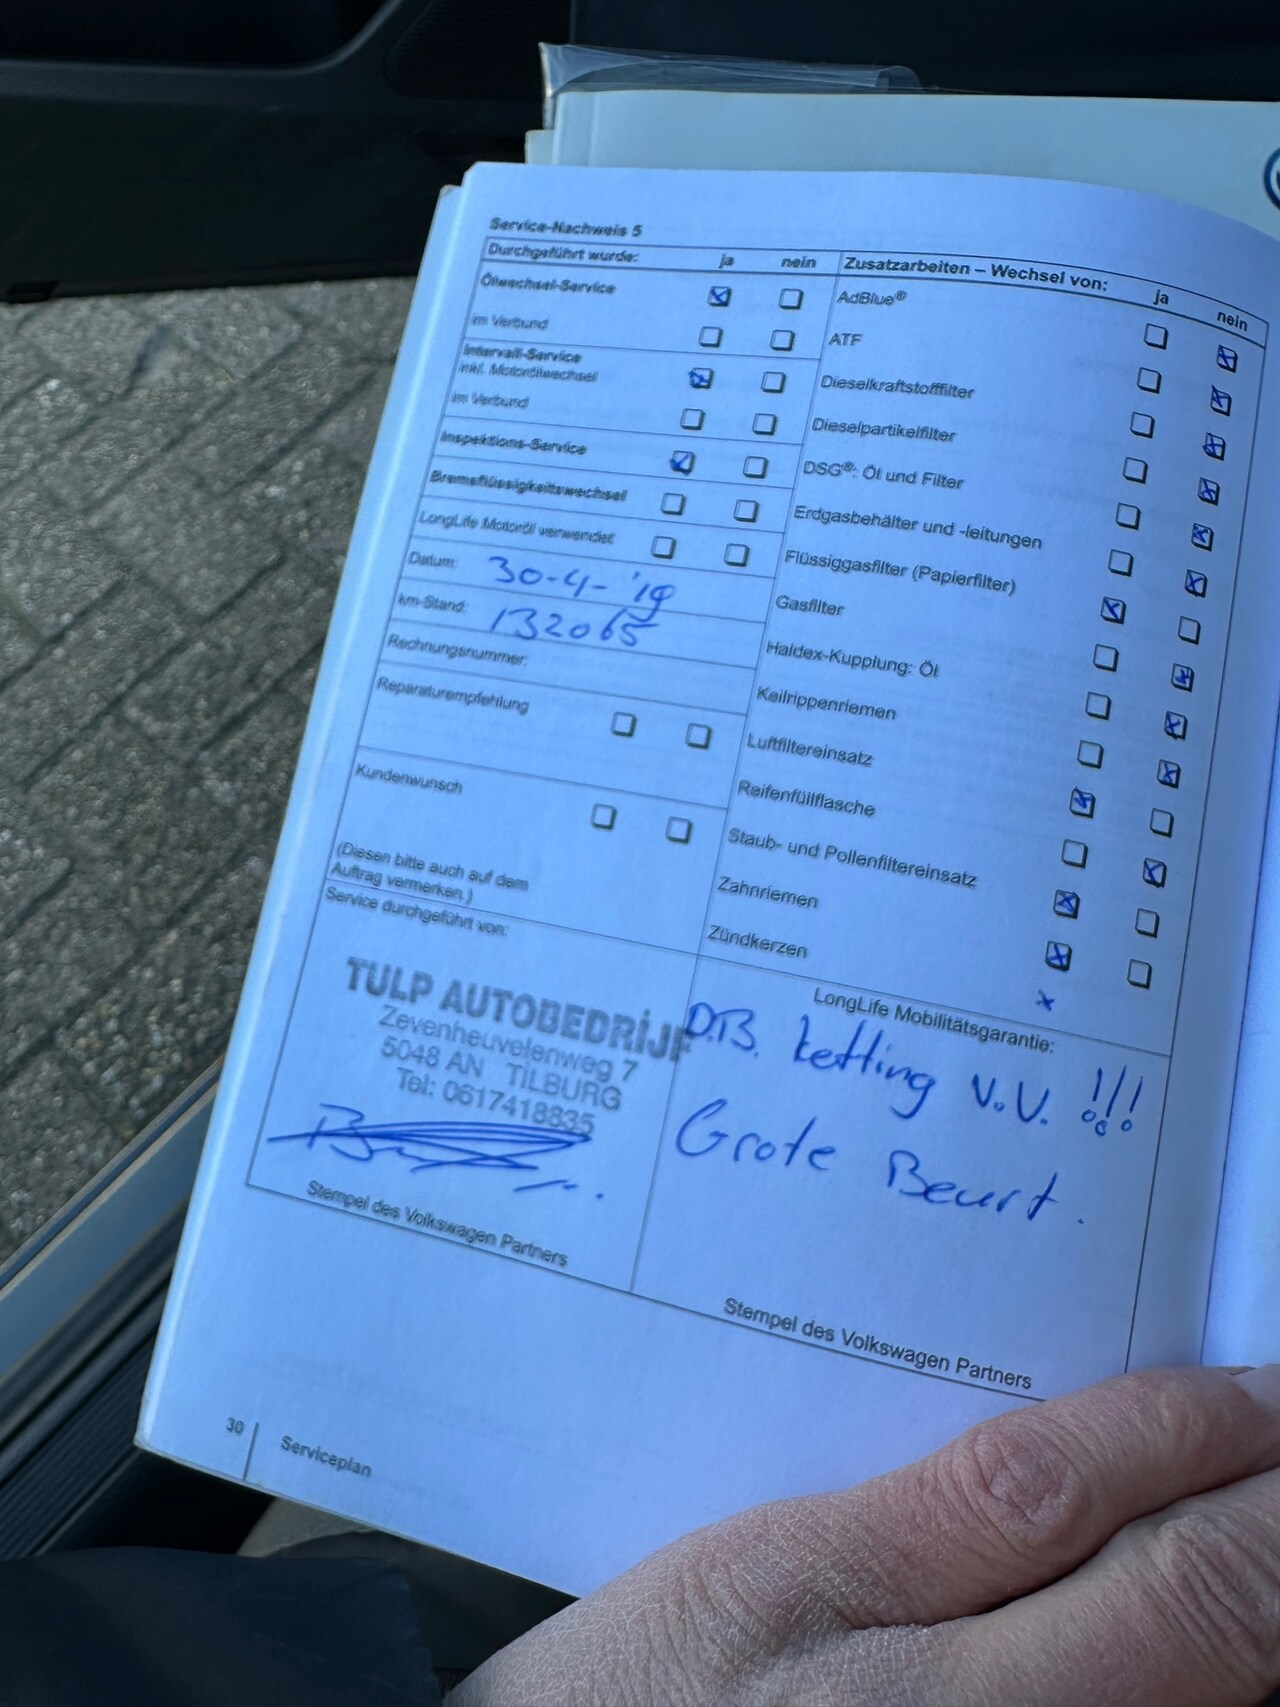 Service-Nachweis 5
Durchgeführt wurde: ja nein
Ölwechsel-Service
im Verbund
Intervall-Service
inkl. Motorölwechsel
im Verbund
Inspektions-Service
Bremsflüssigkeitswechsel
LongLife Motoröl verwendet
Datum: 30-4-'19
km-Stand: 132065
Rechnungsnummer:
Reparaturempfehlung
Kundenwunsch
(Diesen bitte auch auf dem
Auftrag vermerken.)
Service durchgeführt von:
TULP AUTOBEDRİJF
Zevenheuvelenweg 7
5048 AN TİLBURG
Tel: 0617418835
Stempel des Volkswagen Partners
Zusatzarbeiten – Wechsel von: ja nein
AdBlue®
ATF
Dieselkraftstofffilter
Dieselpartikelfilter
DSG®: Öl und Filter
Erdgasbehälter und -leitungen
Flüssiggasfilter (Papierfilter)
Gasfilter
Haldex-Kupplung: Öl
Keilrippenriemen
Luftfiltereinsatz
Reifenfüllflasche
Staub- und Pollenfiltereinsatz
Zahnriemen
Zündkerzen
LongLife Mobilitätsgarantie:
D.B. ketting V.V. !!!
Grote Beurt.
Stempel des Volkswagen Partners
30 Serviceplan